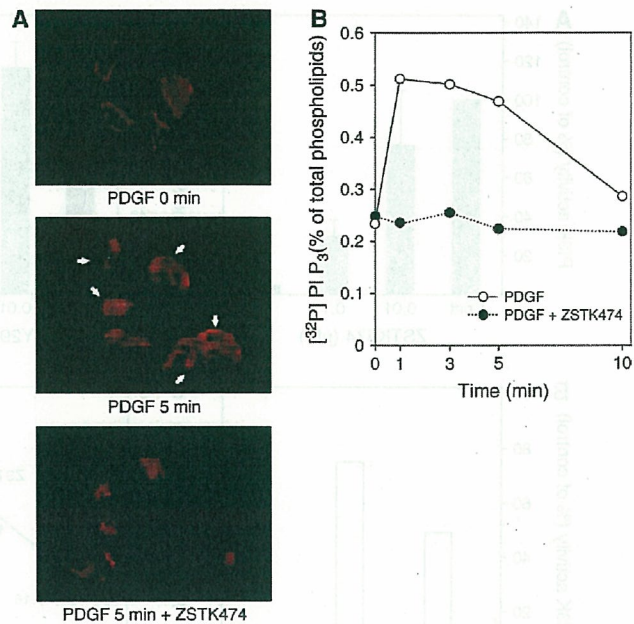 A
PDGF 0 min
PDGF 5 min
PDGF 5 min + ZSTK474
B
[³²P] PI P₃(% of total phospholipids)
0.6
0.5
0.4
0.3
0.2
0.1
0
PDGF
PDGF + ZSTK474
0 1 3 5 10
Time (min)